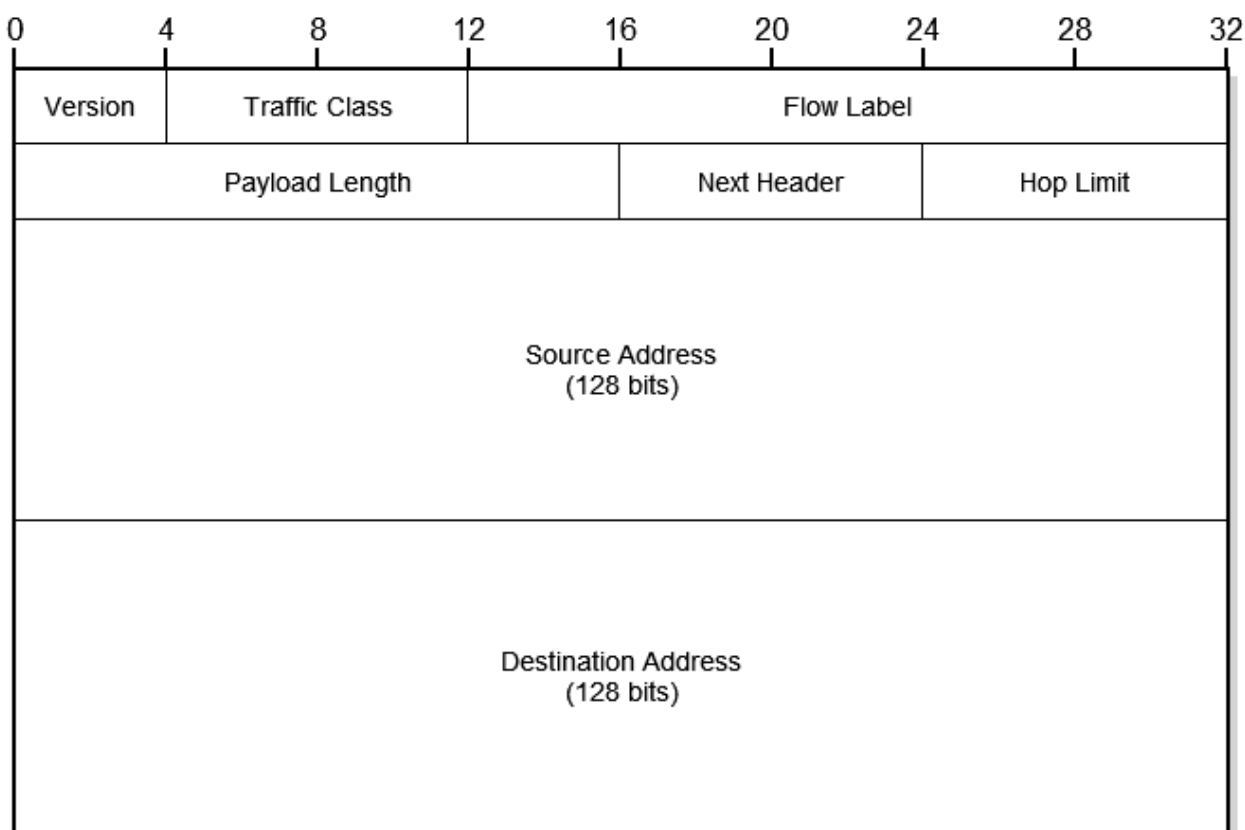 0 4 8 12 16 20 24 28 32
Version Traffic Class Flow Label
Payload Length Next Header Hop Limit
Source Address
(128 bits)
Destination Address
(128 bits)